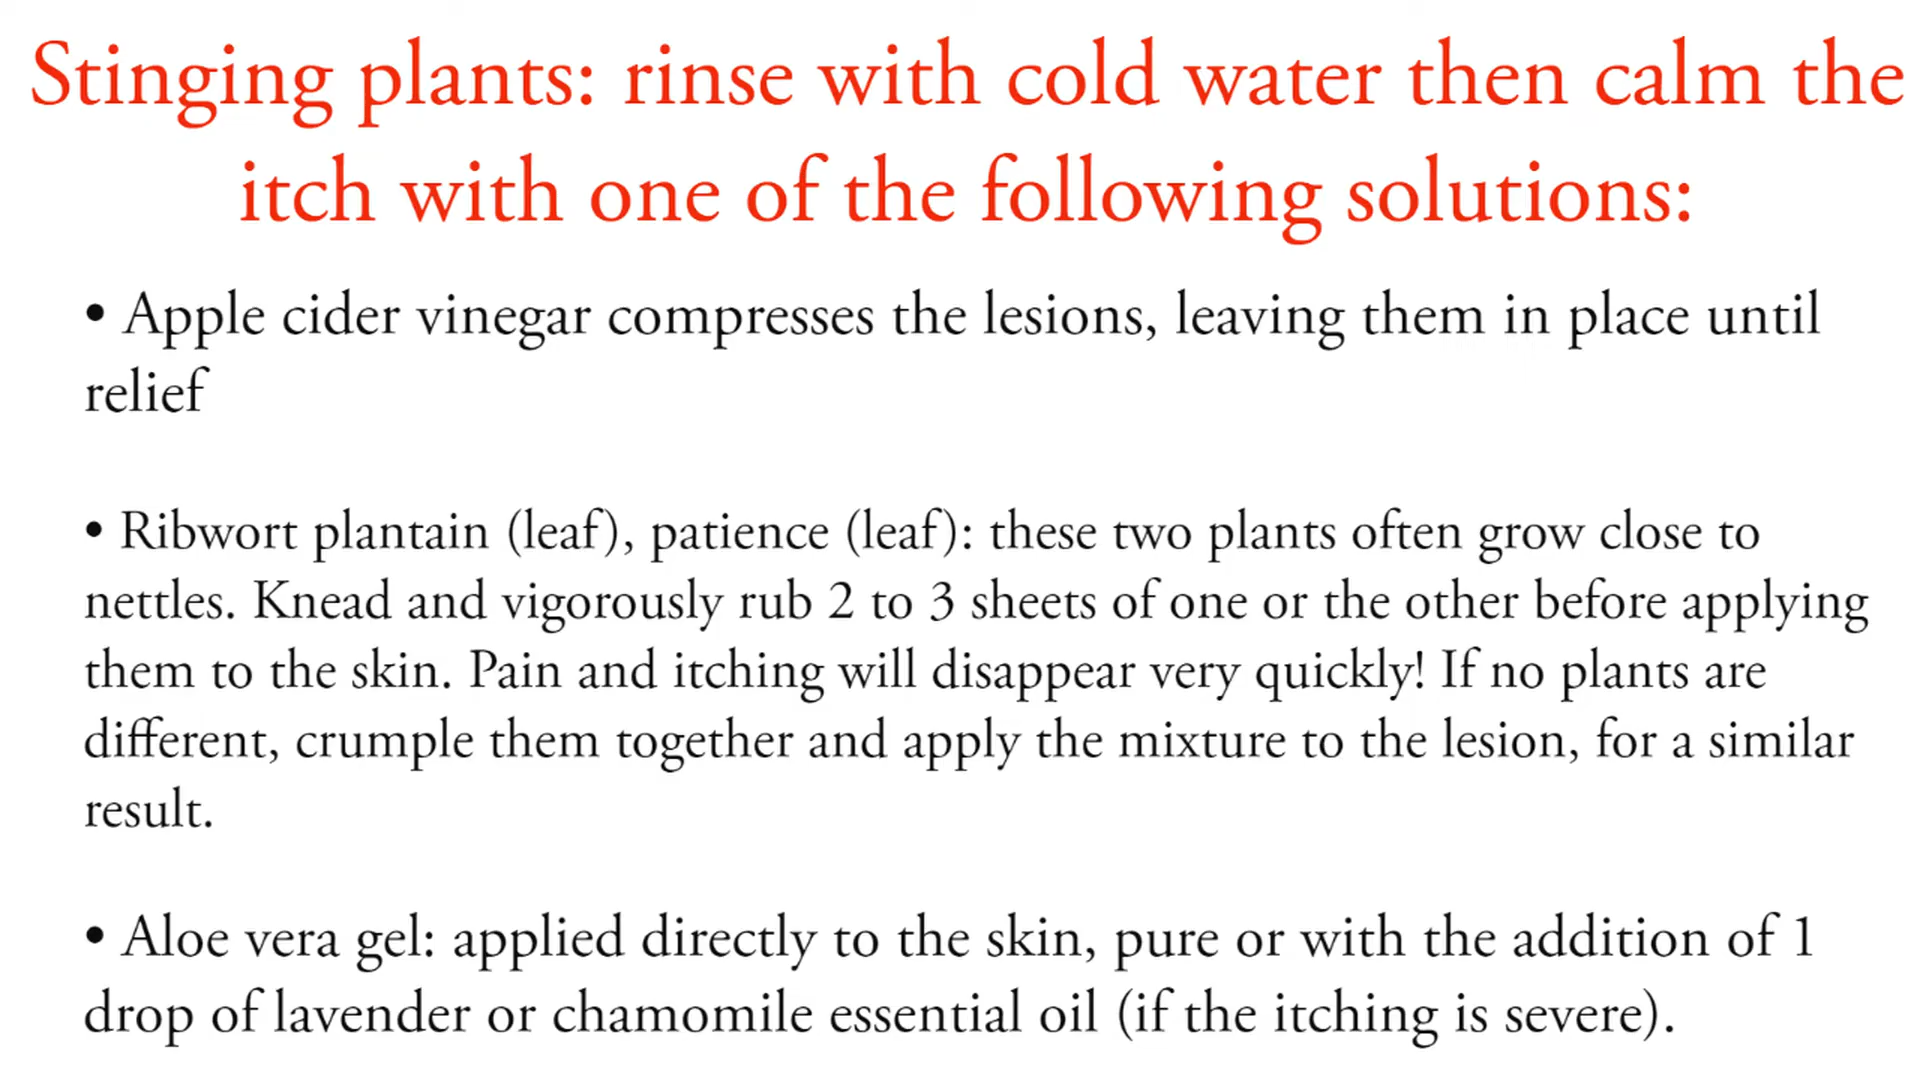 Stinging plants: rinse with cold water then calm the
itch with one of the following solutions:
• Apple cider vinegar compresses the lesions, leaving them in place until
relief
• Ribwort plantain (leaf), patience (leaf): these two plants often grow close to
nettles. Knead and vigorously rub 2 to 3 sheets of one or the other before applying
them to the skin. Pain and itching will disappear very quickly! If no plants are
different, crumple them together and apply the mixture to the lesion, for a similar
result.
• Aloe vera gel: applied directly to the skin, pure or with the addition of 1
drop of lavender or chamomile essential oil (if the itching is severe).